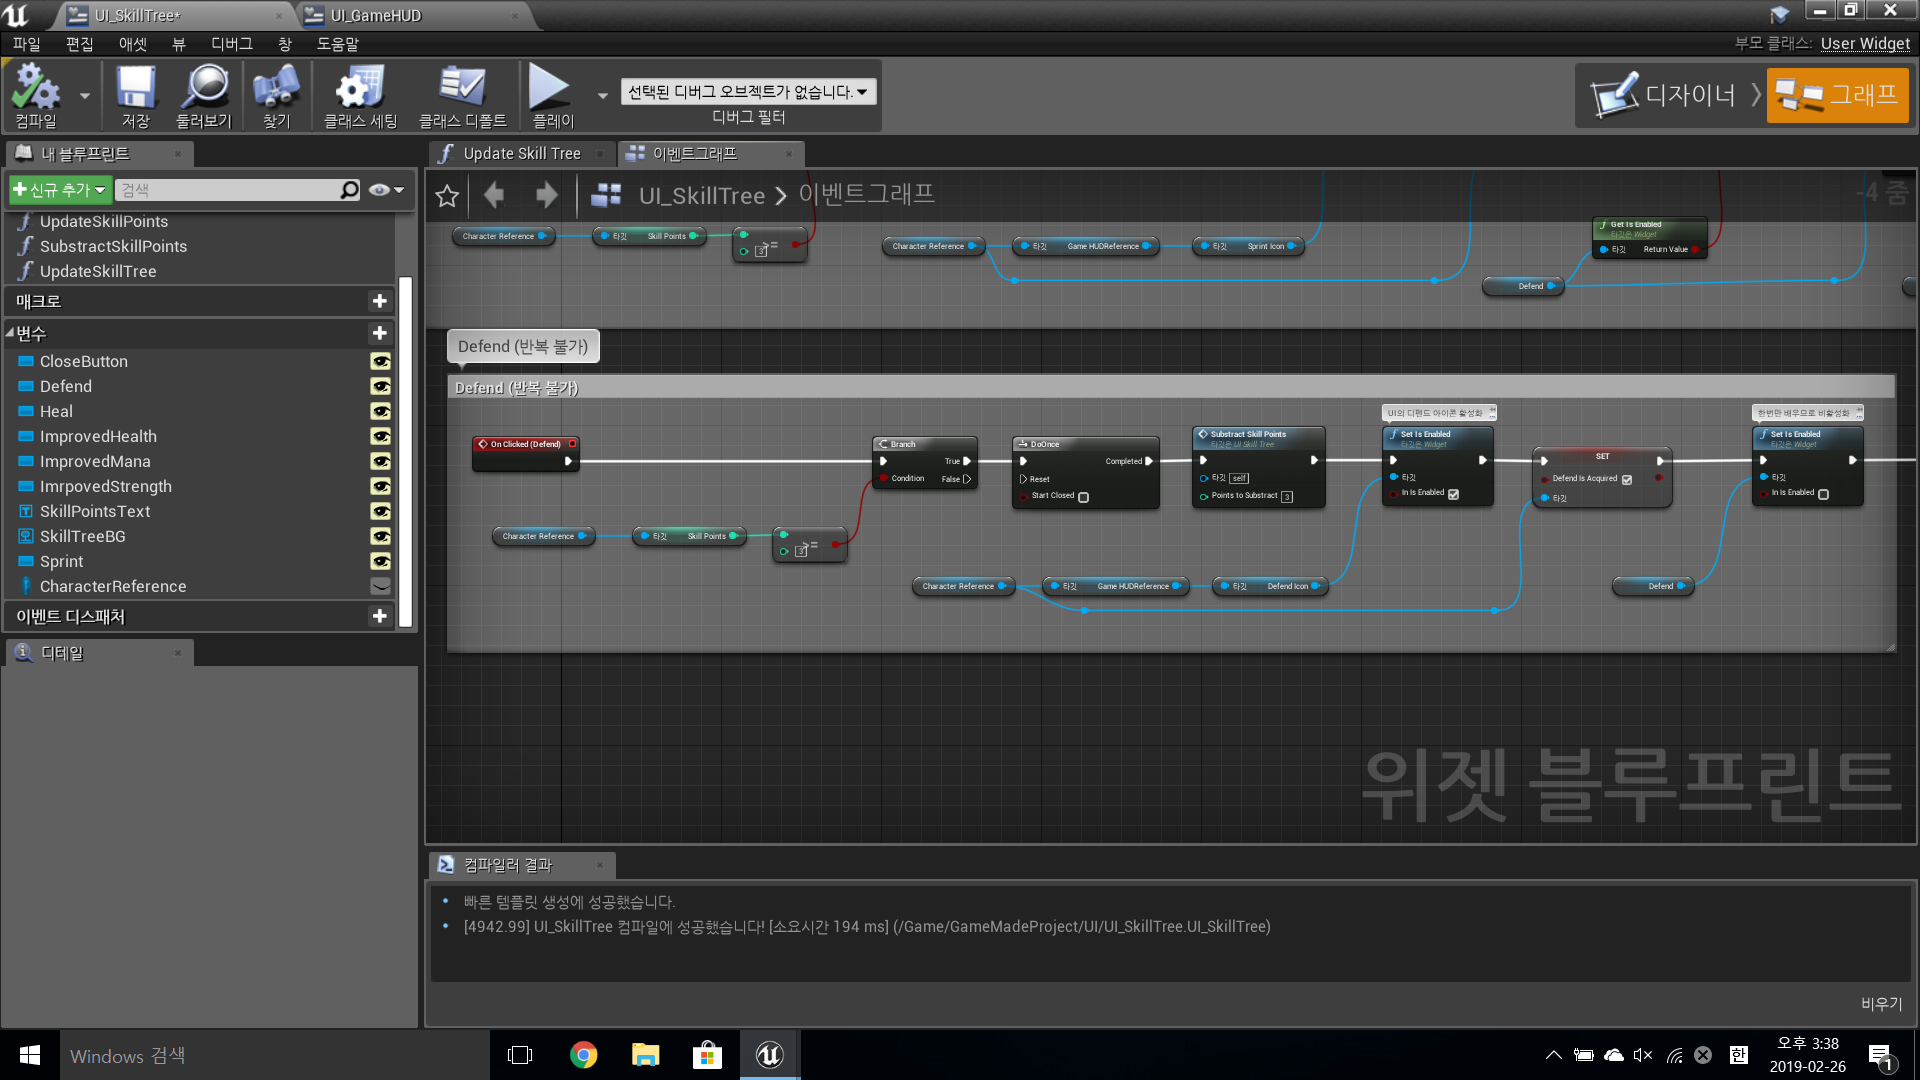 UI_SkillTree*
UI_GameHUD
파일 편집 애셋 뷰 디버그 창 도움말
부모 클래스: User Widget
컴파일
저장
둘러보기
찾기
클래스 세팅
클래스 디폴트
플레이
선택된 디버그 오브젝트가 없습니다.
디버그 필터
디자이너
그래프
내 블루프린트
신규 추가
검색
UpdateSkillPoints
SubstractSkillPoints
UpdateSkillTree
매크로
변수
CloseButton
Defend
Heal
ImprovedHealth
ImprovedMana
ImrpovedStrength
SkillPointsText
SkillTreeBG
Sprint
CharacterReference
이벤트 디스패처
디테일
Update Skill Tree
이벤트그래프
UI_SkillTree > 이벤트그래프
-4 줌
Character Reference
타깃 Skill Points
>=
3
Character Reference
타깃 Game HUDReference
타깃 Sprint Icon
Get Is Enabled
타깃은 Widget
타깃 Return Value
Defend
Defend (반복 불가)
Defend (반복 불가)
On Clicked (Defend)
Branch
True
Condition False
DoOnce
Completed
Reset
Start Closed
Substract Skill Points
타깃은 UI Skill Tree
타깃 self
Points to Substract 3
UI의 디펜드 아이콘 활성화
Set Is Enabled
타깃은 Widget
타깃
In Is Enabled
SET
Defend Is Acquired
타깃
한번만 배우므로 비활성화
Set Is Enabled
타깃은 Widget
타깃
In Is Enabled
Character Reference
타깃 Skill Points
>=
3
Character Reference
타깃 Game HUDReference
타깃 Defend Icon
Defend
위젯 블루프린트
컴파일러 결과
빠른 템플릿 생성에 성공했습니다.
[4942.99] UI_SkillTree 컴파일에 성공했습니다! [소요시간 194 ms] (/Game/GameMadeProject/UI/UI_SkillTree.UI_SkillTree)
비우기
Windows 검색
한
오후 3:38
2019-02-26
1